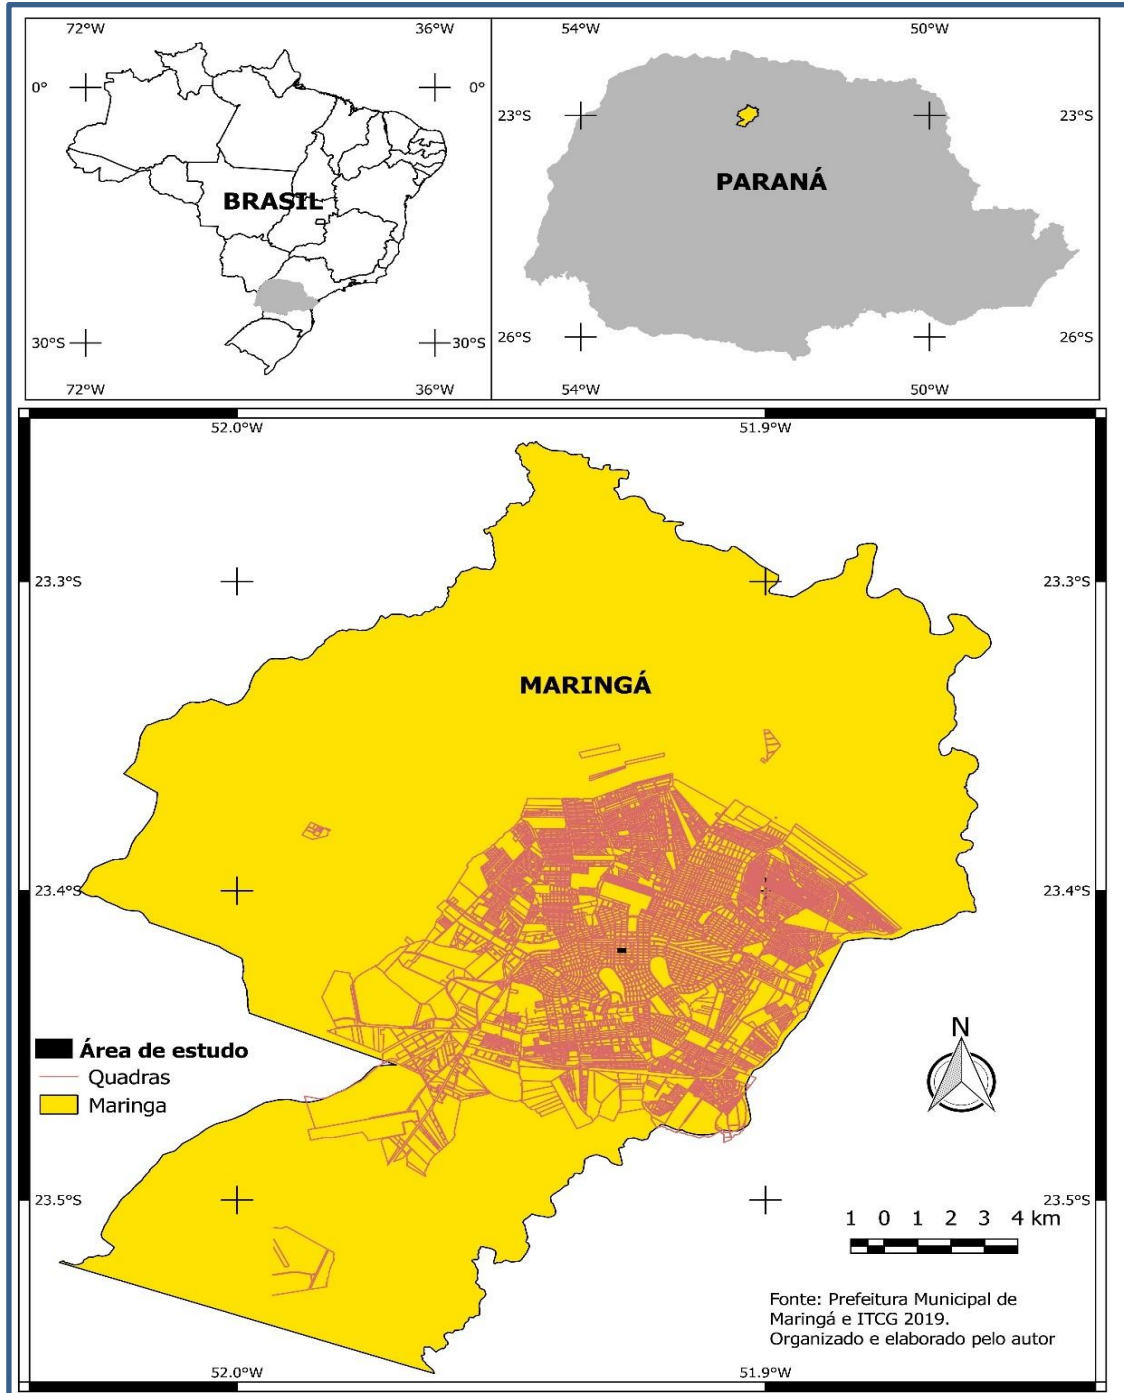 72°W
36°W
0°
0°
BRASIL
30°S
30°S
72°W
36°W
54°W
50°W
23°S
23°S
PARANÁ
26°S
26°S
54°W
50°W
52.0°W
51.9°W
23.3°S
23.3°S
MARINGÁ
23.4°S
23.4°S
Área de estudo
Quadras
Maringa
N
23.5°S
23.5°S
1 0 1 2 3 4 km
Fonte: Prefeitura Municipal de
Maringá e ITCG 2019.
Organizado e elaborado pelo autor
52.0°W
51.9°W